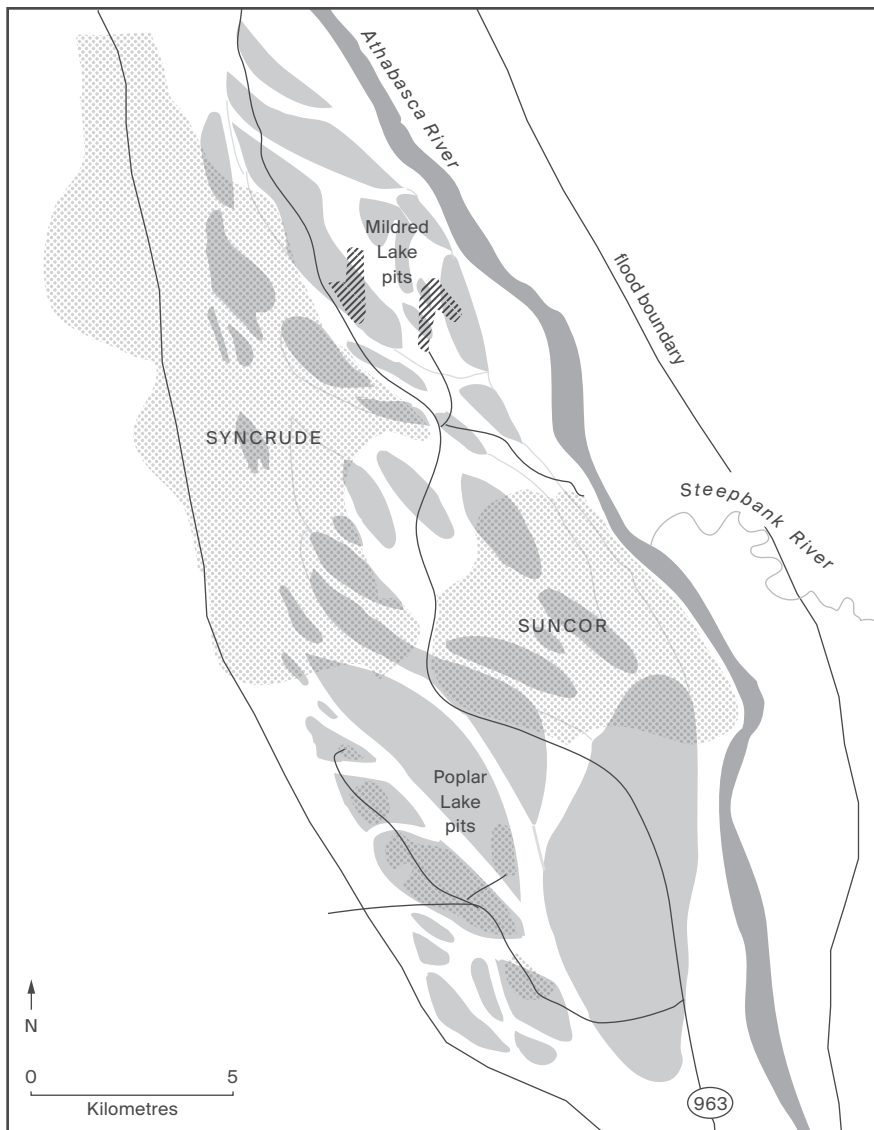 Athabasca River
Mildred
Lake
pits
flood boundary
SYNCRUDE
Steepbank River
SUNCOR
Poplar
Lake
pits
N
0 5
Kilometres
963